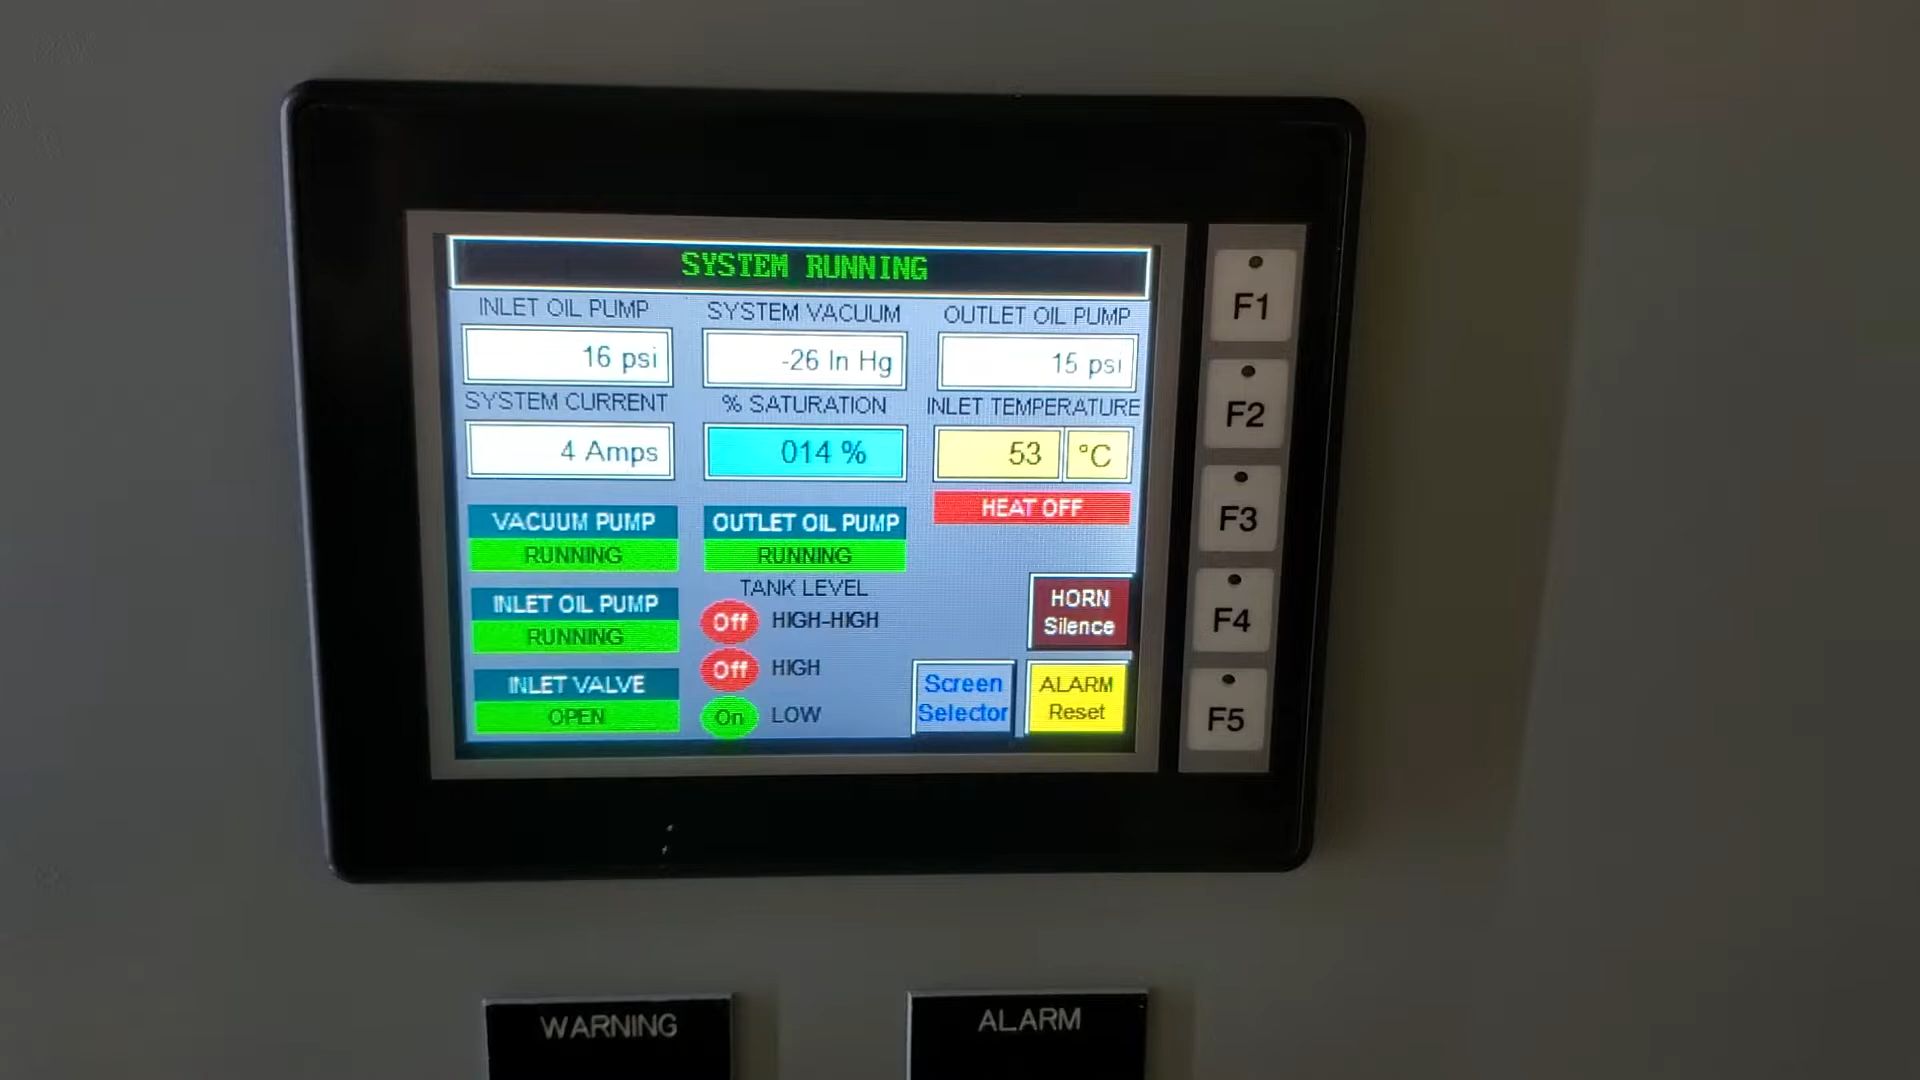 SYSTEM RUNNING
INLET OIL PUMP
SYSTEM VACUUM
OUTLET OIL PUMP
16 psi
-26 In Hg
15 psi
SYSTEM CURRENT
% SATURATION
INLET TEMPERATURE
4 Amps
014 %
53
°C
HEAT OFF
VACUUM PUMP
RUNNING
OUTLET OIL PUMP
RUNNING
INLET OIL PUMP
RUNNING
INLET VALVE
OPEN
TANK LEVEL
Off HIGH-HIGH
Off HIGH
On LOW
HORN
Silence
Screen
Selector
ALARM
Reset
F1
F2
F3
F4
F5
WARNING
ALARM